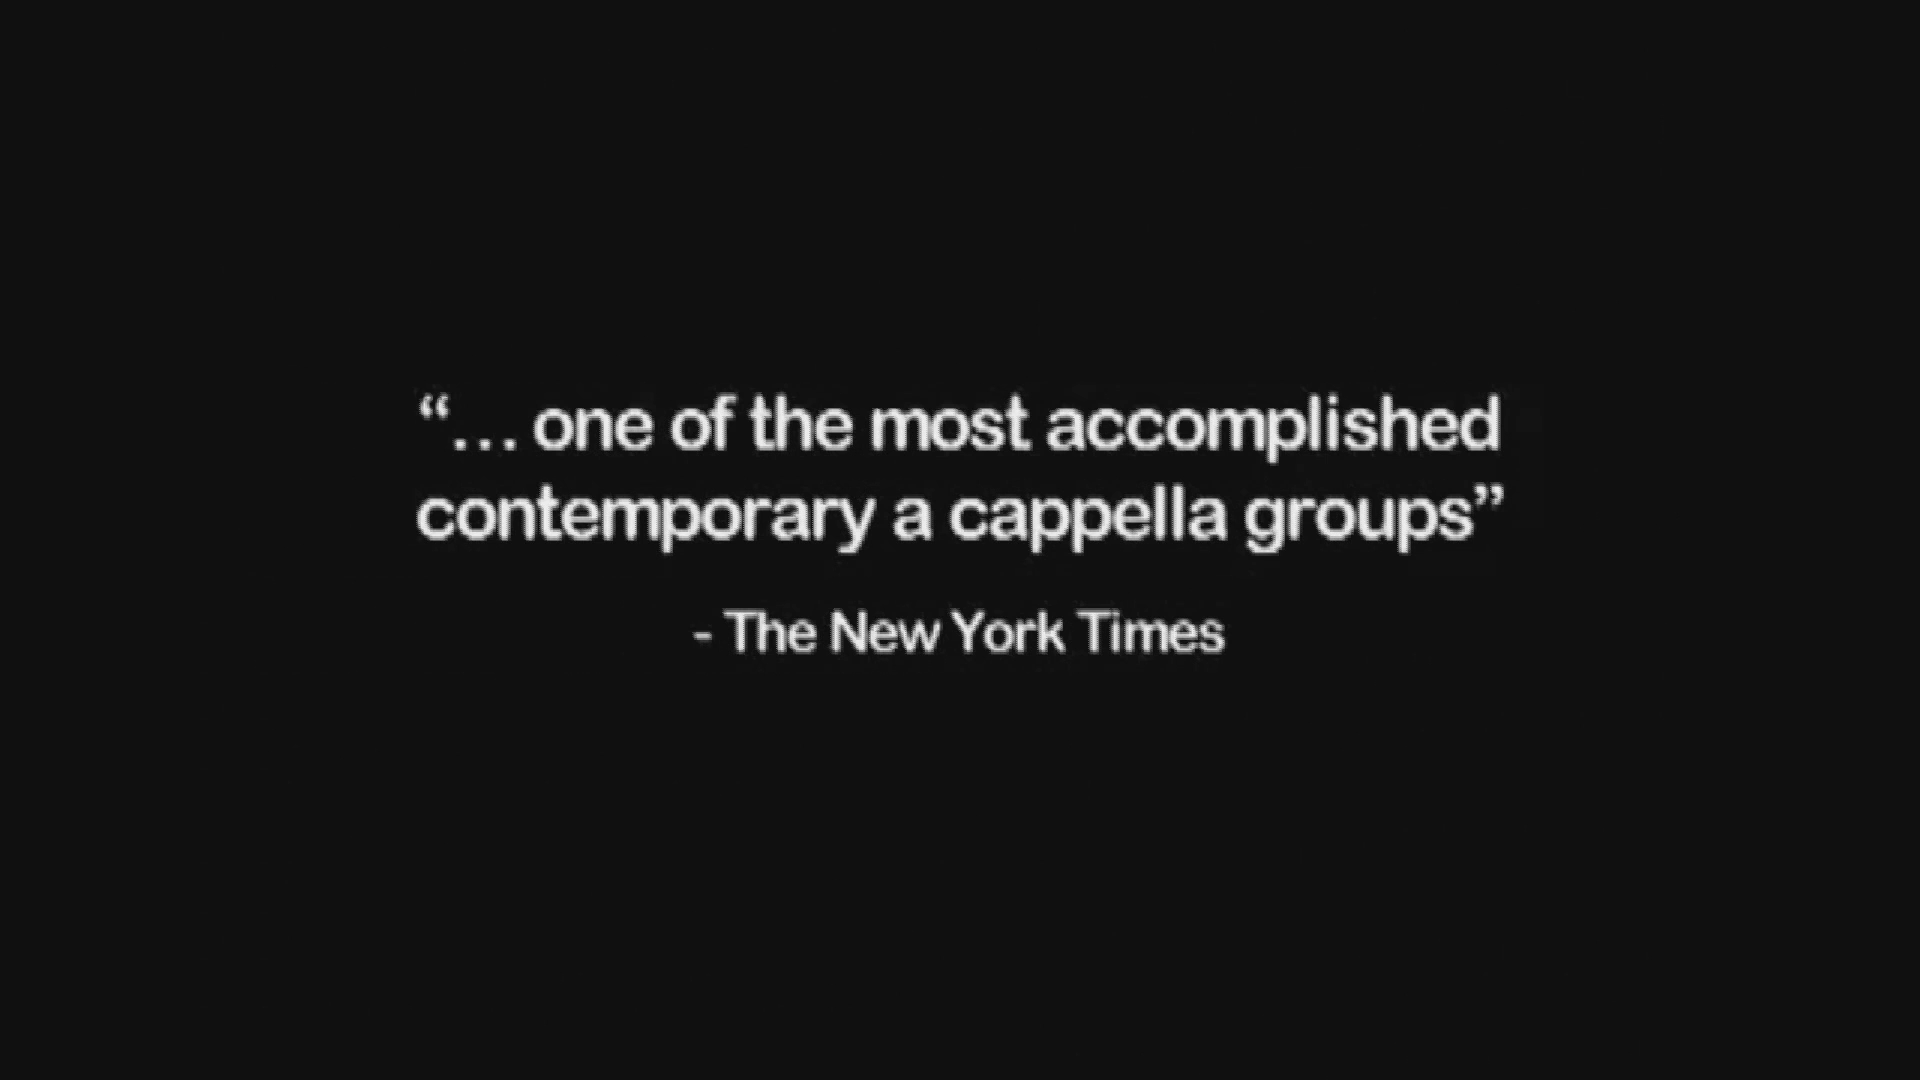 “… one of the most accomplished
contemporary a cappella groups”
- The New York Times